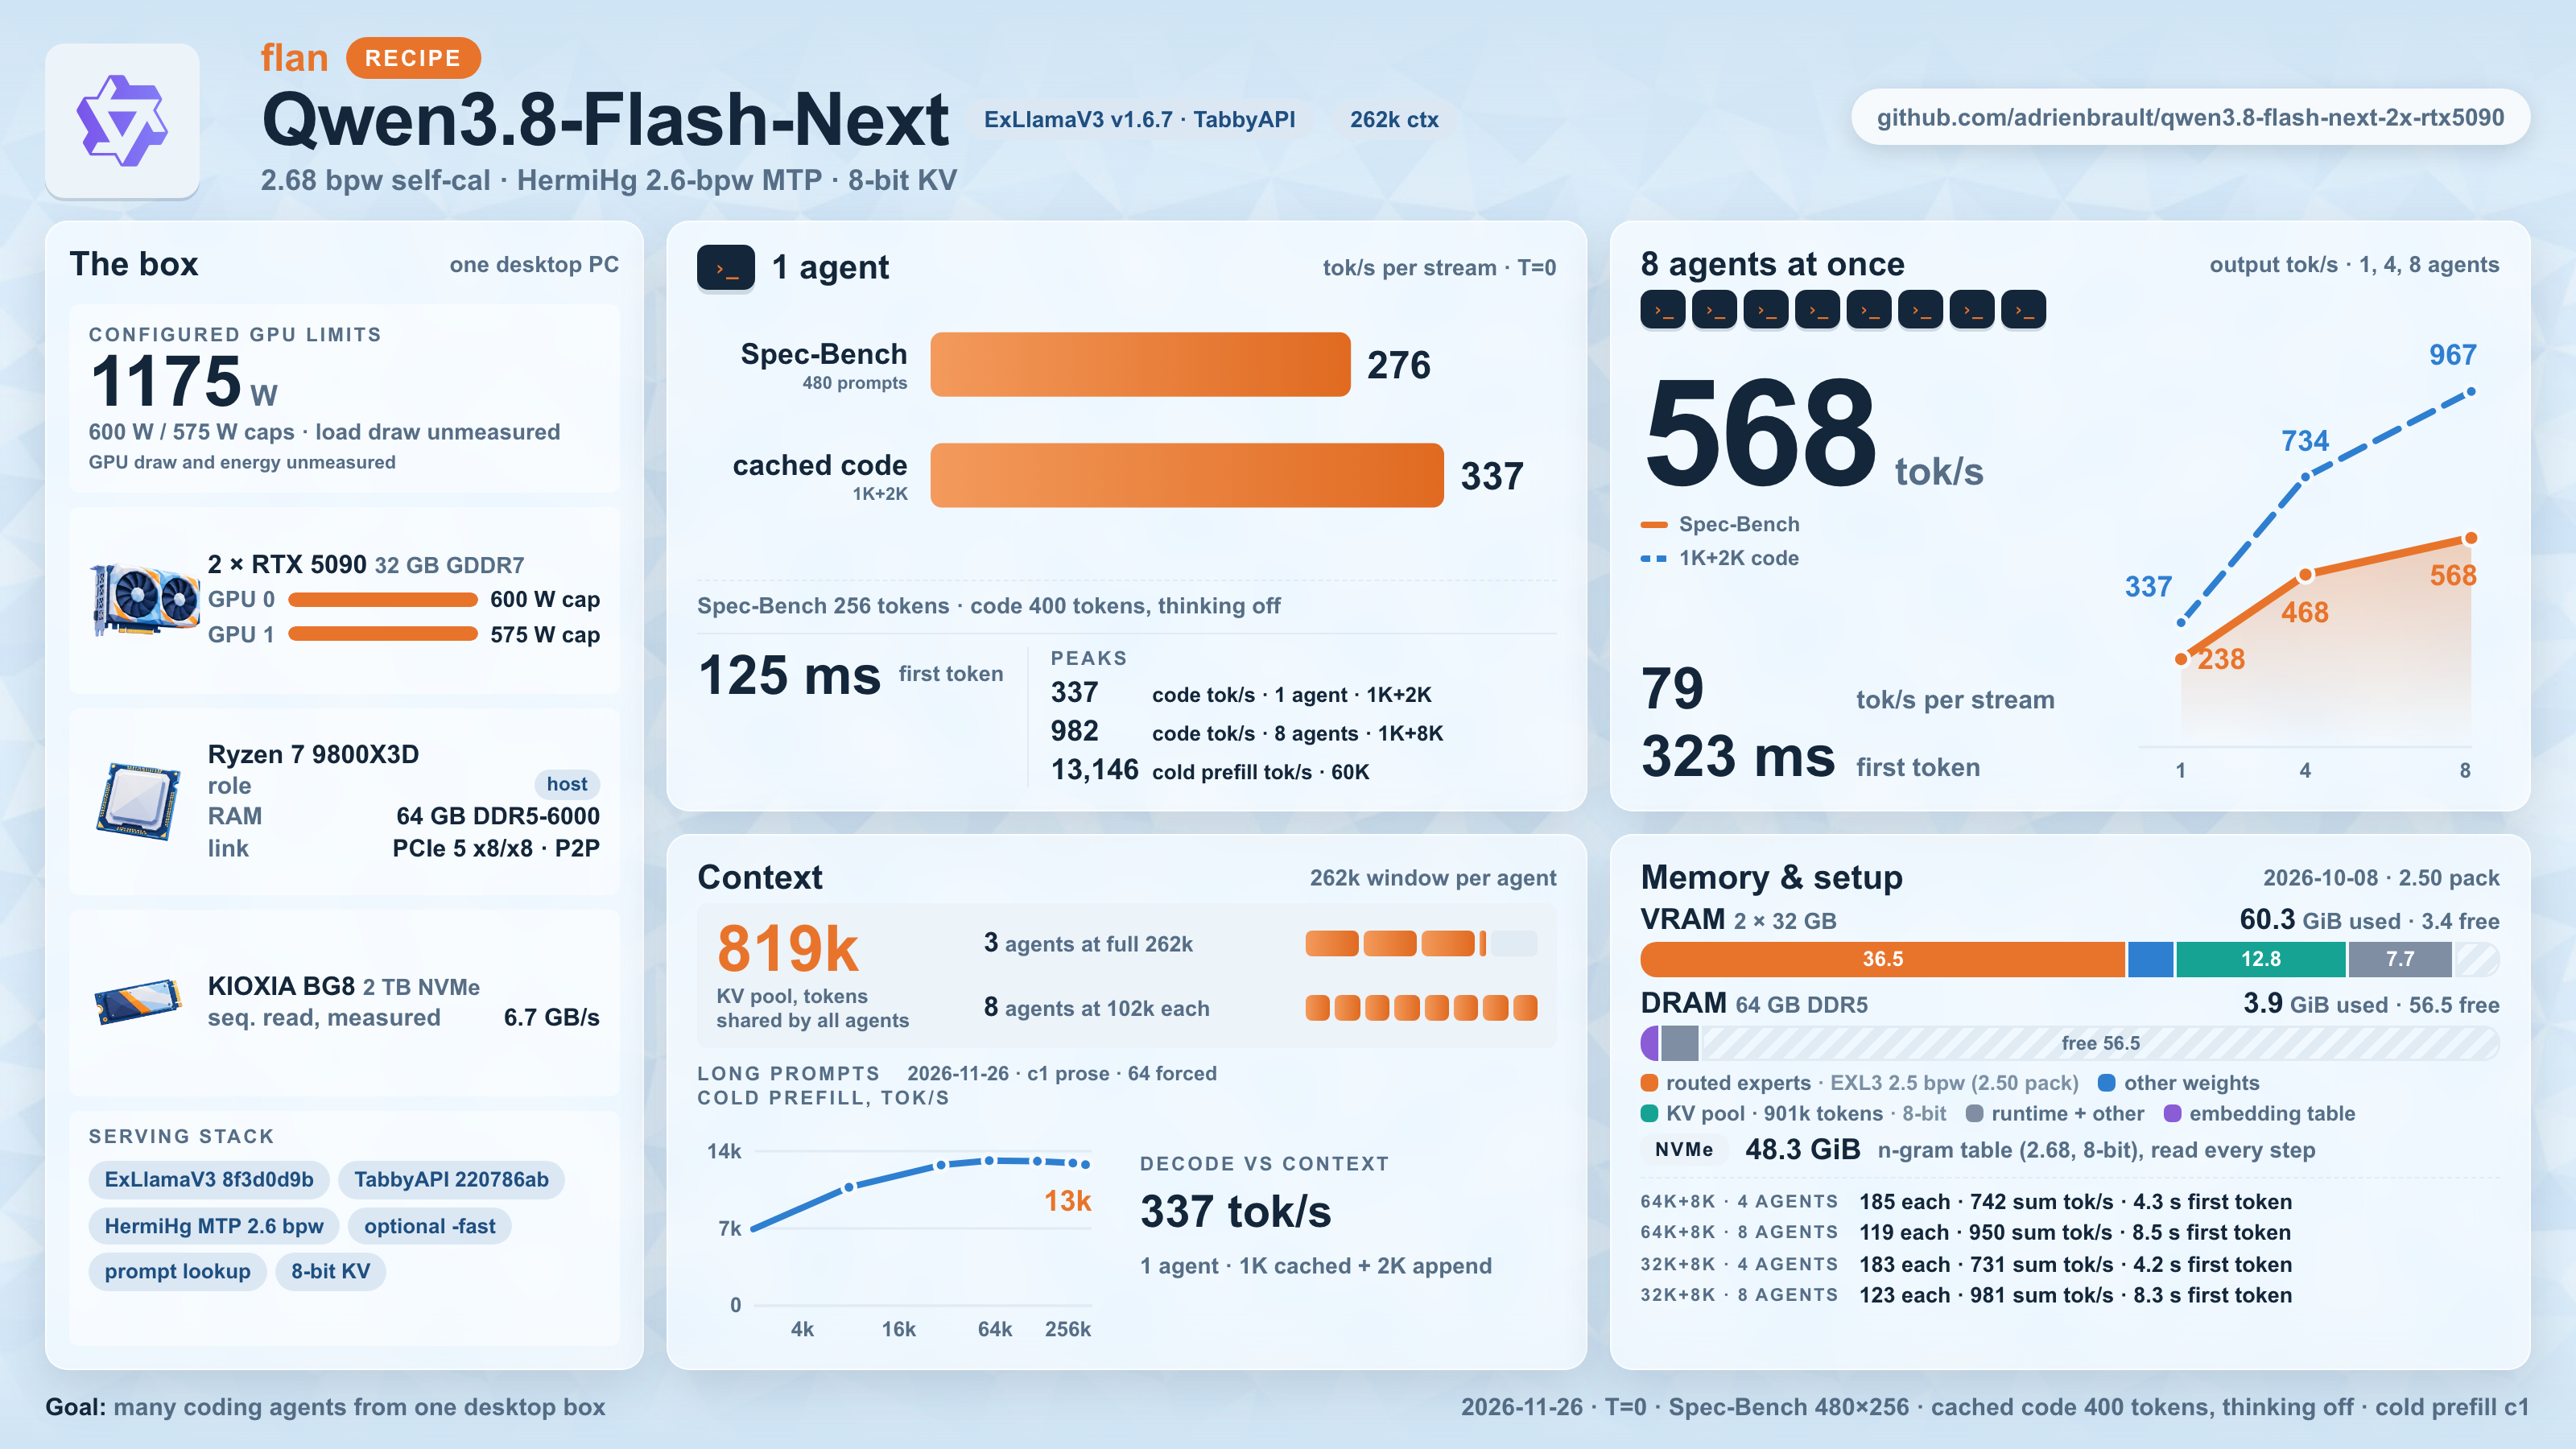 flan RECIPE
Qwen3.8-Flash-Next ExLlamaV3 v1.6.7 · TabbyAPI 262k ctx
github.com/adrienbrault/qwen3.8-flash-next-2x-rtx5090
2.68 bpw self-cal · HermiHg 2.6-bpw MTP · 8-bit KV
The box one desktop PC
CONFIGURED GPU LIMITS
1175 W
600 W / 575 W caps · load draw unmeasured
GPU draw and energy unmeasured
2 × RTX 5090 32 GB GDDR7
GPU 0 600 W cap
GPU 1 575 W cap
Ryzen 7 9800X3D
role host
RAM 64 GB DDR5-6000
link PCIe 5 x8/x8 · P2P
KIOXIA BG8 2 TB NVMe
seq. read, measured 6.7 GB/s
SERVING STACK
ExLlamaV3 8f3d0d9b TabbyAPI 220786ab
HermiHg MTP 2.6 bpw optional -fast
prompt lookup 8-bit KV
›_ 1 agent tok/s per stream · T=0
Spec-Bench 276
480 prompts
cached code 337
1K+2K
Spec-Bench 256 tokens · code 400 tokens, thinking off
125 ms first token
PEAKS
337 code tok/s · 1 agent · 1K+2K
982 code tok/s · 8 agents · 1K+8K
13,146 cold prefill tok/s · 60K
8 agents at once output tok/s · 1, 4, 8 agents
›_ ›_ ›_ ›_ ›_ ›_ ›_ ›_
568 tok/s
Spec-Bench
1K+2K code
79 tok/s per stream
323 ms first token
967
734
337
568
468
238
1 4 8
Context 262k window per agent
819k
KV pool, tokens
shared by all agents
3 agents at full 262k
8 agents at 102k each
LONG PROMPTS 2026-11-26 · c1 prose · 64 forced
COLD PREFILL, TOK/S
14k
13k
7k
0
4k 16k 64k 256k
DECODE VS CONTEXT
337 tok/s
1 agent · 1K cached + 2K append
Memory & setup 2026-10-08 · 2.50 pack
VRAM 2 × 32 GB 60.3 GiB used · 3.4 free
36.5 12.8 7.7
DRAM 64 GB DDR5 3.9 GiB used · 56.5 free
free 56.5
routed experts · EXL3 2.5 bpw (2.50 pack) other weights
KV pool · 901k tokens · 8-bit runtime + other embedding table
NVMe 48.3 GiB n-gram table (2.68, 8-bit), read every step
64K+8K · 4 AGENTS 185 each · 742 sum tok/s · 4.3 s first token
64K+8K · 8 AGENTS 119 each · 950 sum tok/s · 8.5 s first token
32K+8K · 4 AGENTS 183 each · 731 sum tok/s · 4.2 s first token
32K+8K · 8 AGENTS 123 each · 981 sum tok/s · 8.3 s first token
Goal: many coding agents from one desktop box
2026-11-26 · T=0 · Spec-Bench 480×256 · cached code 400 tokens, thinking off · cold prefill c1